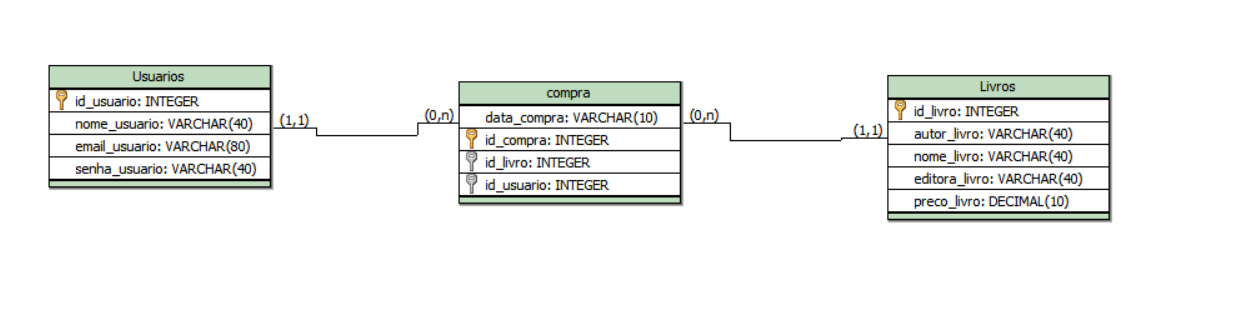 Usuarios
id_usuario: INTEGER
nome_usuario: VARCHAR(40)
email_usuario: VARCHAR(80)
senha_usuario: VARCHAR(40)
(1,1)
(0,n)
compra
data_compra: VARCHAR(10)
id_compra: INTEGER
id_livro: INTEGER
id_usuario: INTEGER
(0,n)
(1,1)
Livros
id_livro: INTEGER
autor_livro: VARCHAR(40)
nome_livro: VARCHAR(40)
editora_livro: VARCHAR(40)
preco_livro: DECIMAL(10)